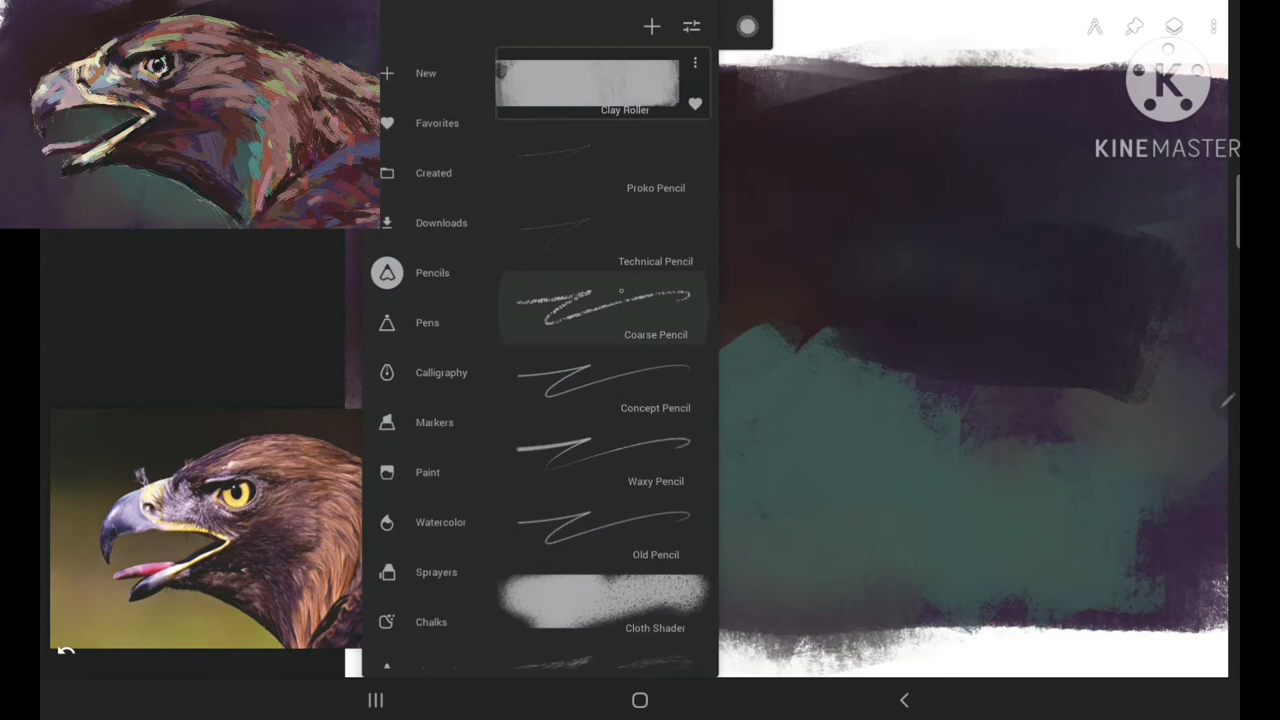 New
Favorites
Created
Downloads
Pencils
Pens
Calligraphy
Markers
Paint
Watercolor
Sprayers
Chalks
Clay Roller
Proko Pencil
Technical Pencil
Coarse Pencil
Concept Pencil
Waxy Pencil
Old Pencil
Cloth Shader
K
KINEMASTER